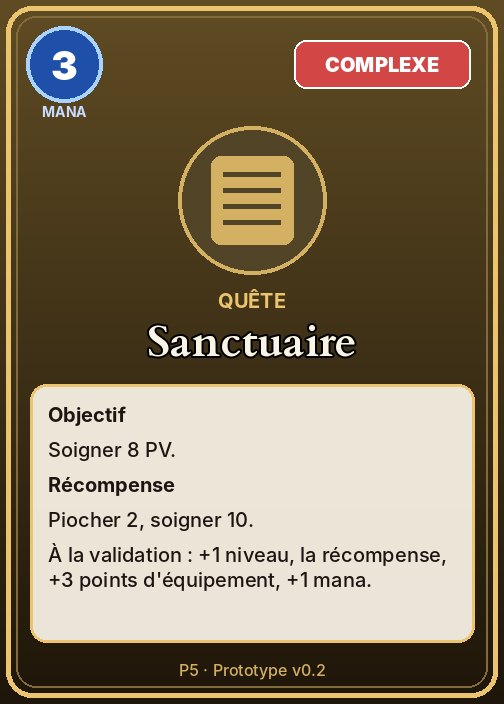 3
MANA
COMPLEXE
QUÊTE
Sanctuaire
Objectif
Soigner 8 PV.
Récompense
Piocher 2, soigner 10.
À la validation : +1 niveau, la récompense,
+3 points d'équipement, +1 mana.
P5 · Prototype v0.2